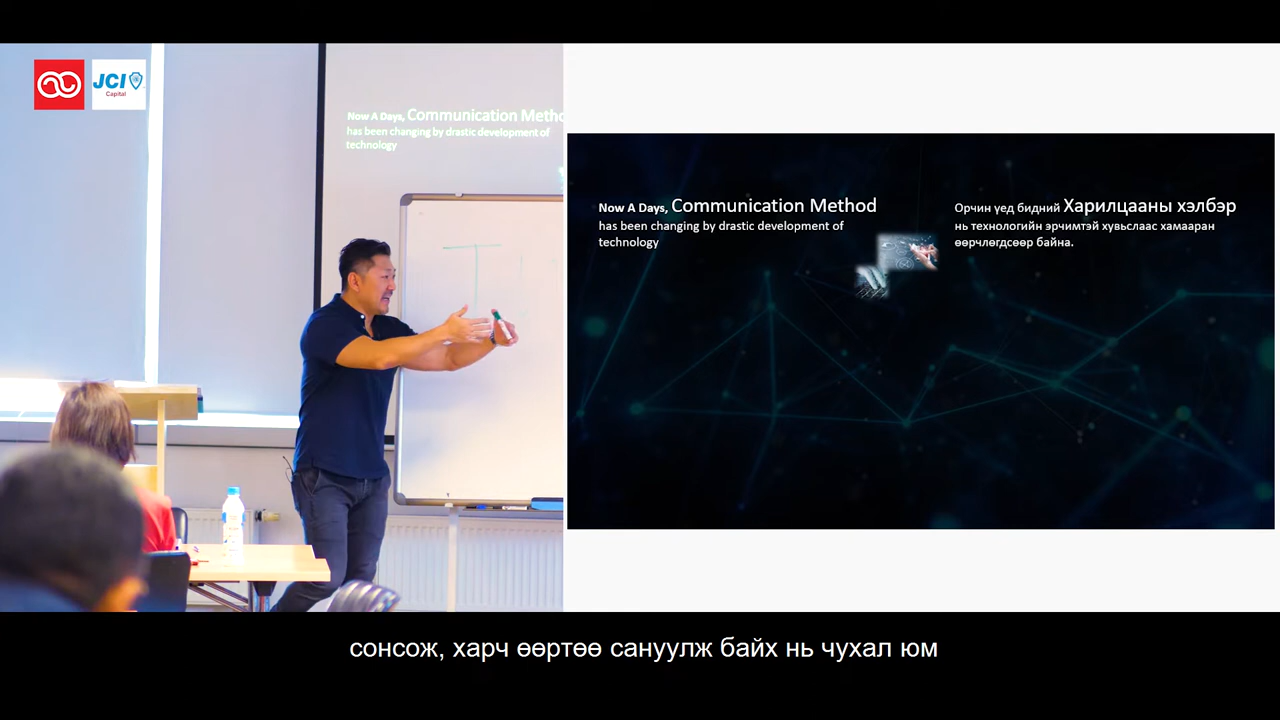 JCI
Capital
Now A Days, Communication Metho
has been changing by drastic development of
technology
Now A Days, Communication Method
has been changing by drastic development of
technology
Орчин үед бидний Харилцааны хэлбэр
нь технологийн эрчимтэй хувьслаас хамааран
өөрчлөгдсөөр байна.
сонсож, харч өөртөө сануулж байх нь чухал юм